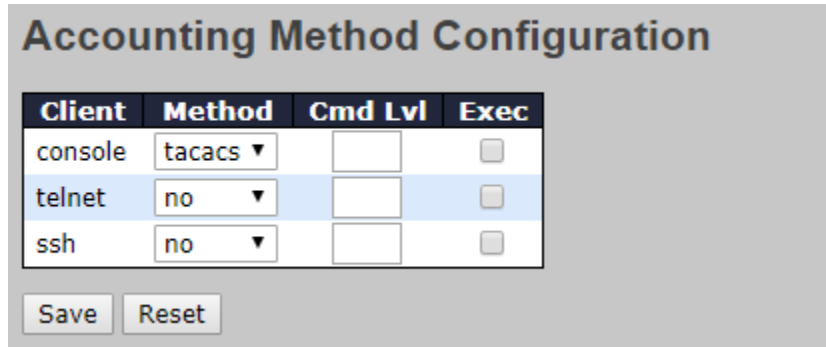 Accounting Method Configuration
Client Method Cmd Lvl Exec
console tacacs
telnet no
ssh no
Save Reset